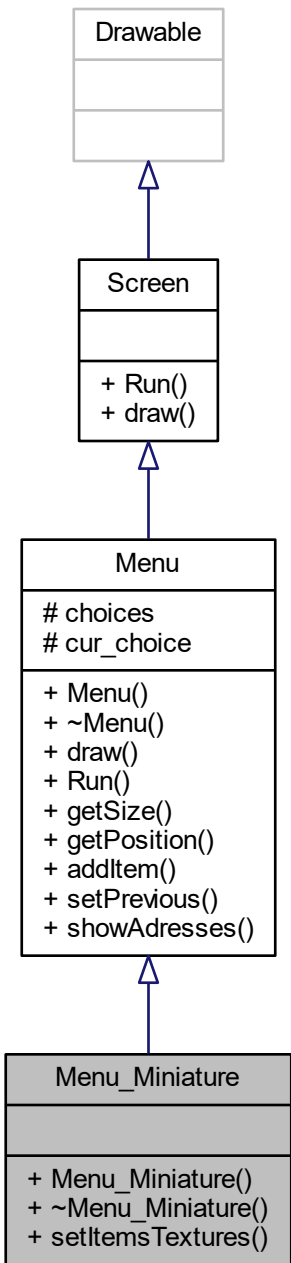 Drawable
Screen
+ Run()
+ draw()
Menu
# choices
# cur_choice
+ Menu()
+ ~Menu()
+ draw()
+ Run()
+ getSize()
+ getPosition()
+ addItem()
+ setPrevious()
+ showAdresses()
Menu_Miniature
+ Menu_Miniature()
+ ~Menu_Miniature()
+ setItemsTextures()